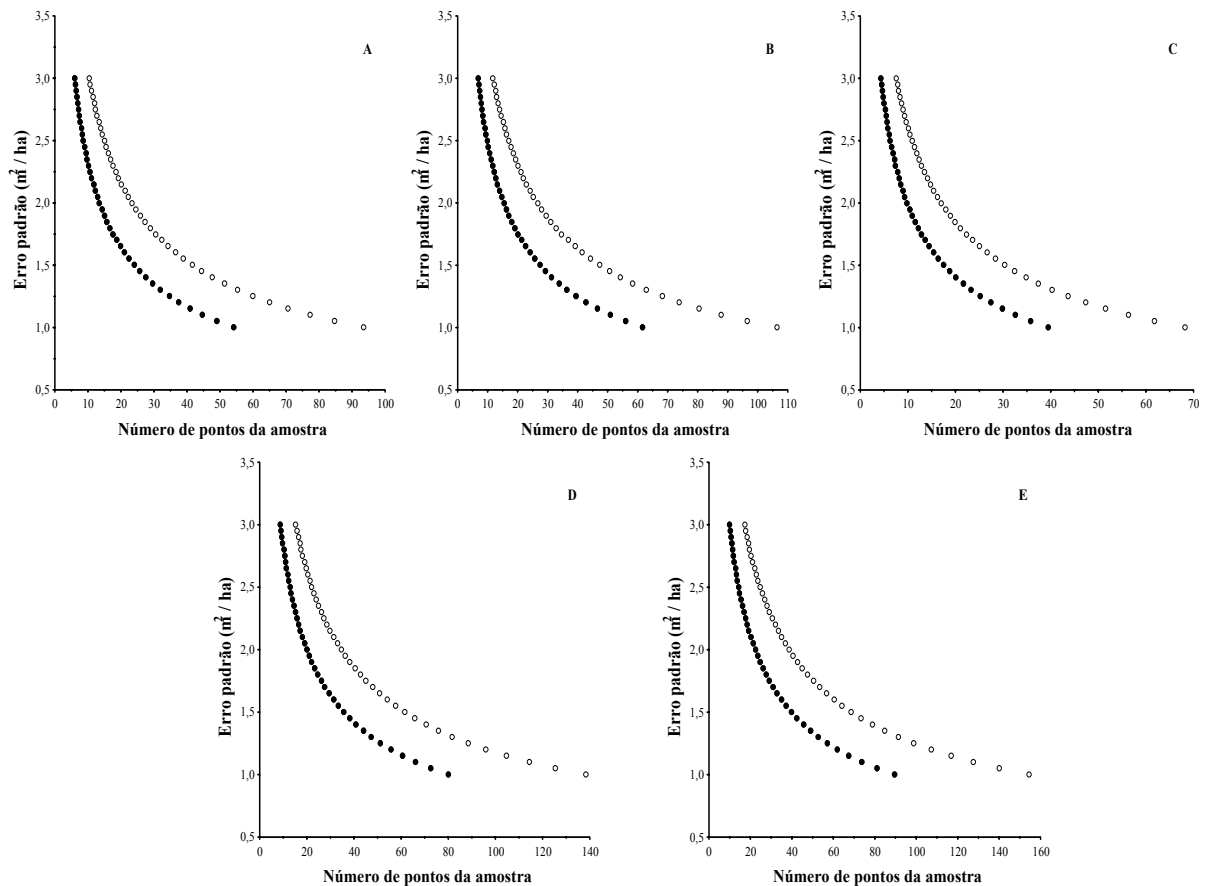 3,5
3,0
2,5
2,0
1,5
1,0
0,5
Erro padrão (m² / ha)
A
0 10 20 30 40 50 60 70 80 90 100
Número de pontos da amostra
3,5
3,0
2,5
2,0
1,5
1,0
0,5
Erro padrão (m² / ha)
B
0 10 20 30 40 50 60 70 80 90 100 110
Número de pontos da amostra
3,5
3,0
2,5
2,0
1,5
1,0
0,5
Erro padrão (m² / ha)
C
0 10 20 30 40 50 60 70
Número de pontos da amostra
3,5
3,0
2,5
2,0
1,5
1,0
0,5
Erro padrão (m² / ha)
D
0 20 40 60 80 100 120 140
Número de pontos da amostra
3,5
3,0
2,5
2,0
1,5
1,0
0,5
Erro padrão (m² / ha)
E
0 20 40 60 80 100 120 140 160
Número de pontos da amostra